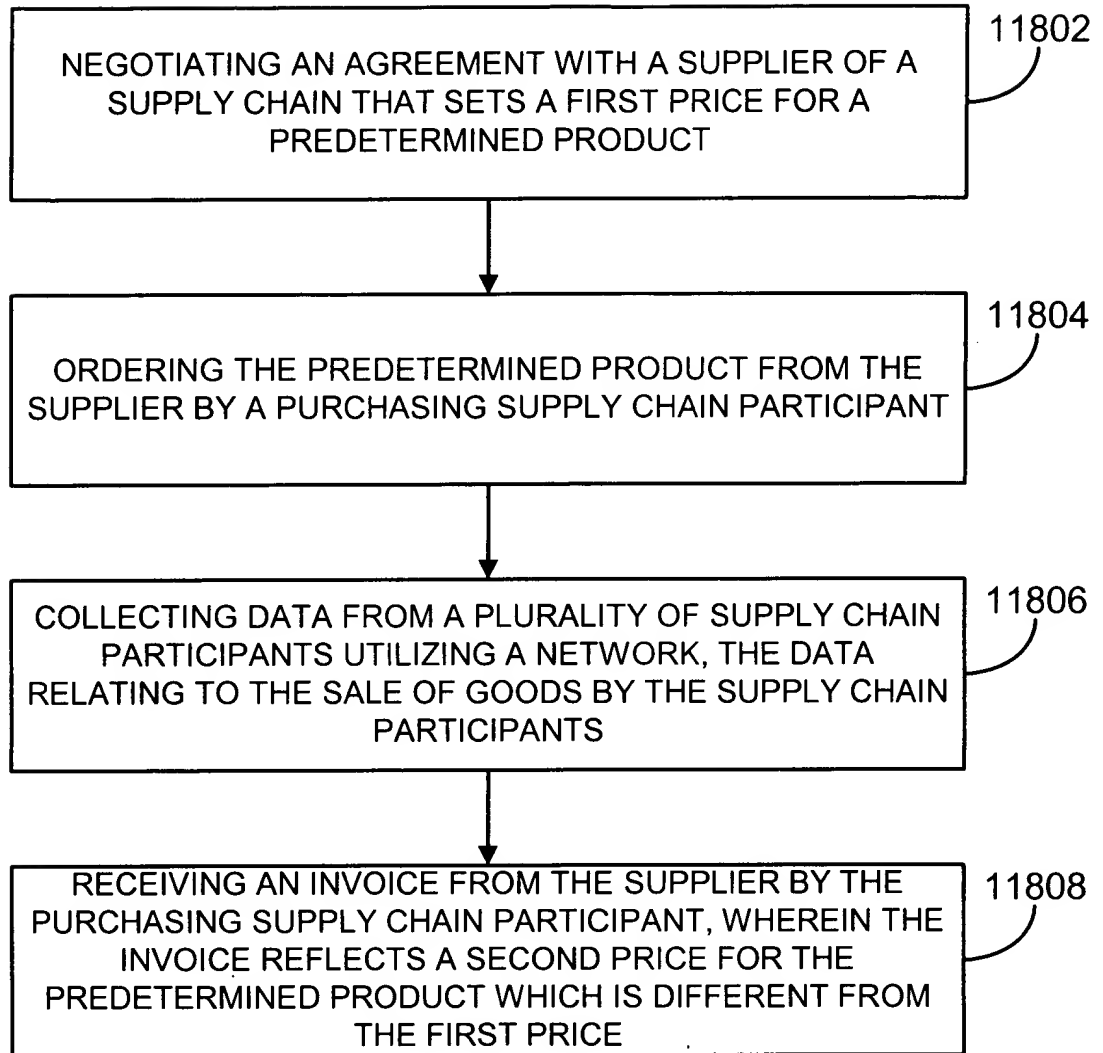 11802
NEGOTIATING AN AGREEMENT WITH A SUPPLIER OF A
SUPPLY CHAIN THAT SETS A FIRST PRICE FOR A
PREDETERMINED PRODUCT
11804
ORDERING THE PREDETERMINED PRODUCT FROM THE
SUPPLIER BY A PURCHASING SUPPLY CHAIN PARTICIPANT
11806
COLLECTING DATA FROM A PLURALITY OF SUPPLY CHAIN
PARTICIPANTS UTILIZING A NETWORK, THE DATA
RELATING TO THE SALE OF GOODS BY THE SUPPLY CHAIN
PARTICIPANTS
11808
RECEIVING AN INVOICE FROM THE SUPPLIER BY THE
PURCHASING SUPPLY CHAIN PARTICIPANT, WHEREIN THE
INVOICE REFLECTS A SECOND PRICE FOR THE
PREDETERMINED PRODUCT WHICH IS DIFFERENT FROM
THE FIRST PRICE